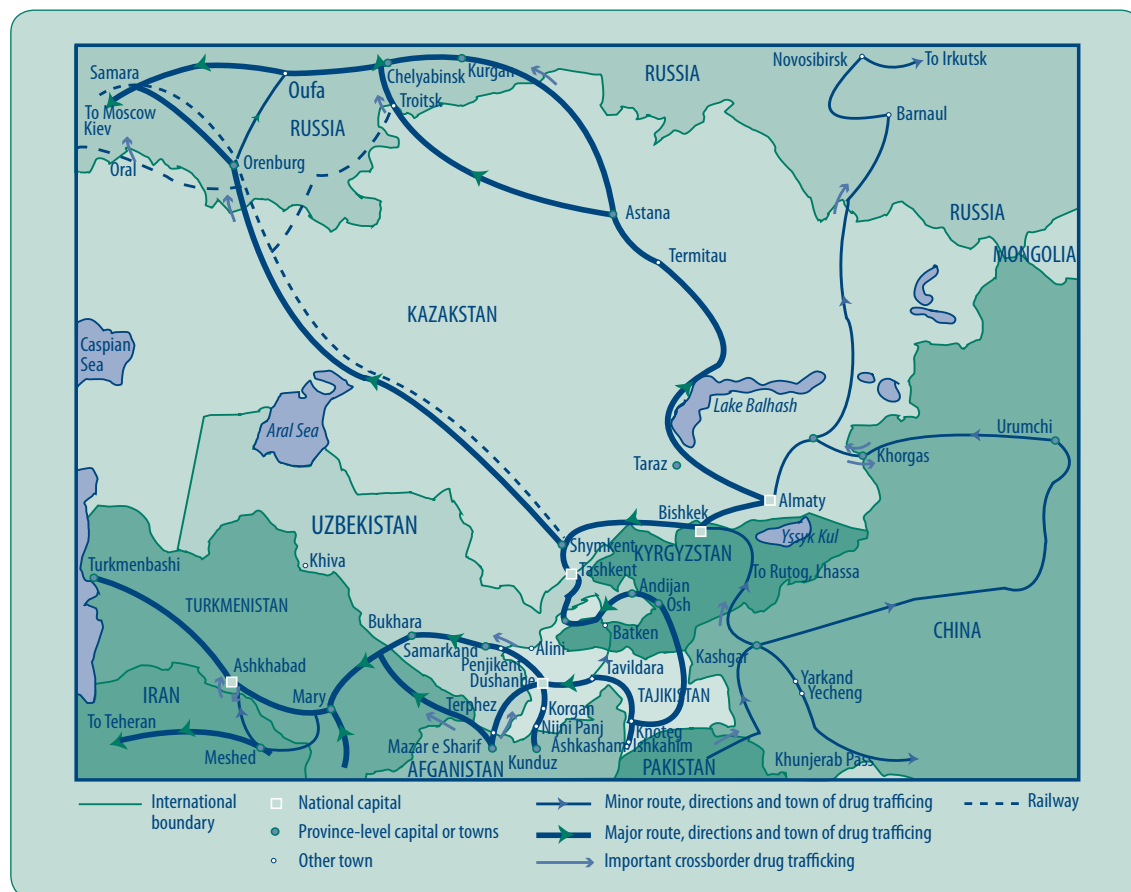 Novosibirsk
To Irkutsk
Samara
Chelyabinsk
Kurgan
RUSSIA
Oufa
Troitsk
To Moscow
Kiev
RUSSIA
Barnaul
Oral
Orenburg
Astana
RUSSIA
Termitau
MONGOLIA
KAZAKSTAN
Caspian
Sea
Lake Balhash
Aral Sea
Urumchi
Taraz
Khorgas
Almaty
Bishkek
UZBEKISTAN
Yssyk Kul
Shymkent
KYRGYZSTAN
Khiva
Tashkent
To Rutog, Lhassa
Turkmenbashi
Andijan
Osh
TURKMENISTAN
Bukhara
Batken
CHINA
Samarkand
Alini
Penjikent
Kashgar
Ashkhabad
Dushanbe
Tavildara
Yarkand
IRAN
Mary
Terphez
TAJIKISTAN
Yecheng
Korgan
To Teheran
Nijni Panj
Knoteg
Meshed
Mazar e Sharif
Ashkasham
Ishkahim
Kunduz
Khunjerab Pass
AFGANISTAN
PAKISTAN
International
boundary
National capital
Province-level capital or towns
Other town
Minor route, directions and town of drug trafficing
Major route, directions and town of drug trafficing
Important crossborder drug trafficking
Railway